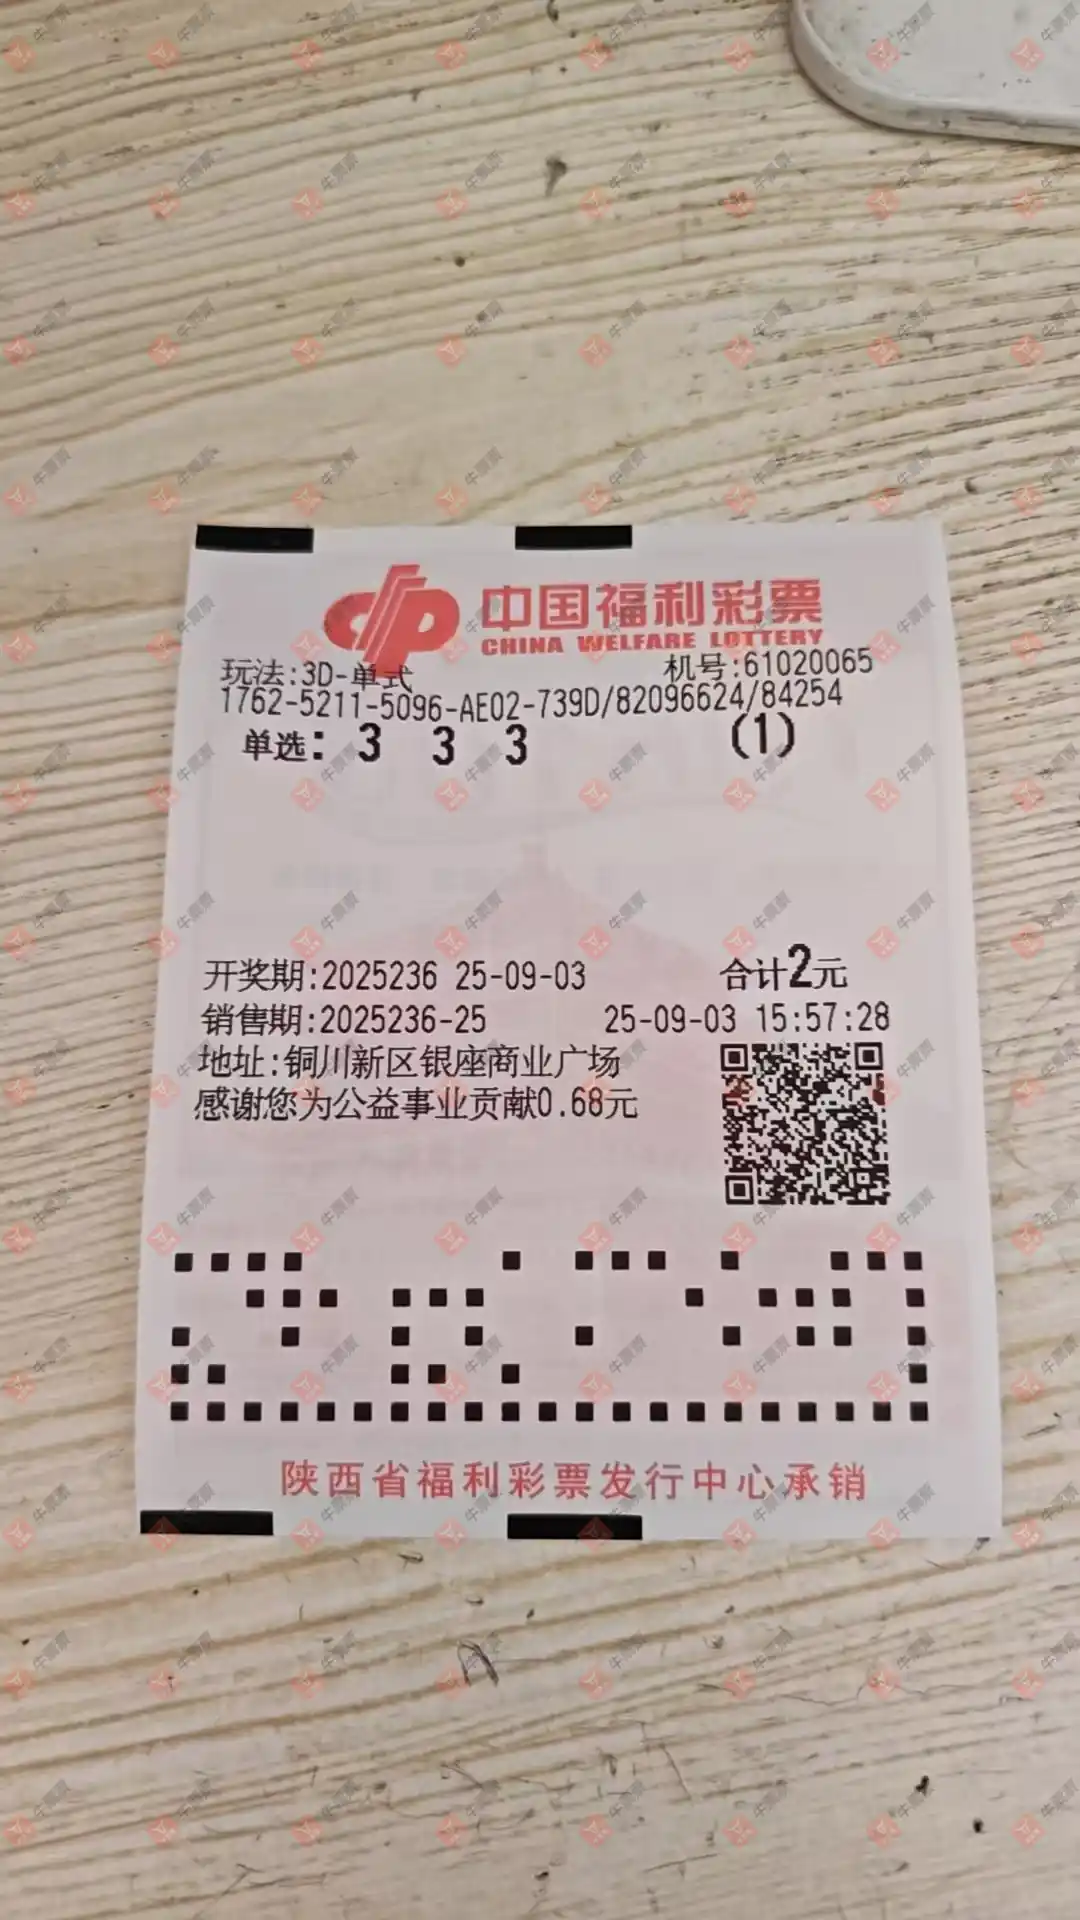 中国福利彩票
CHINA WELFARE LOTTERY
玩法:3D-单式 机号:61020065
1762-5211-5096-AE02-739D/82096624/84254
单选: 3 3 3 (1)
开奖期:2025236 25-09-03 合计2元
销售期:2025236-25 25-09-03 15:57:28
地址:铜川新区银座商业广场
感谢您为公益事业贡献0.68元
陕西省福利彩票发行中心承销